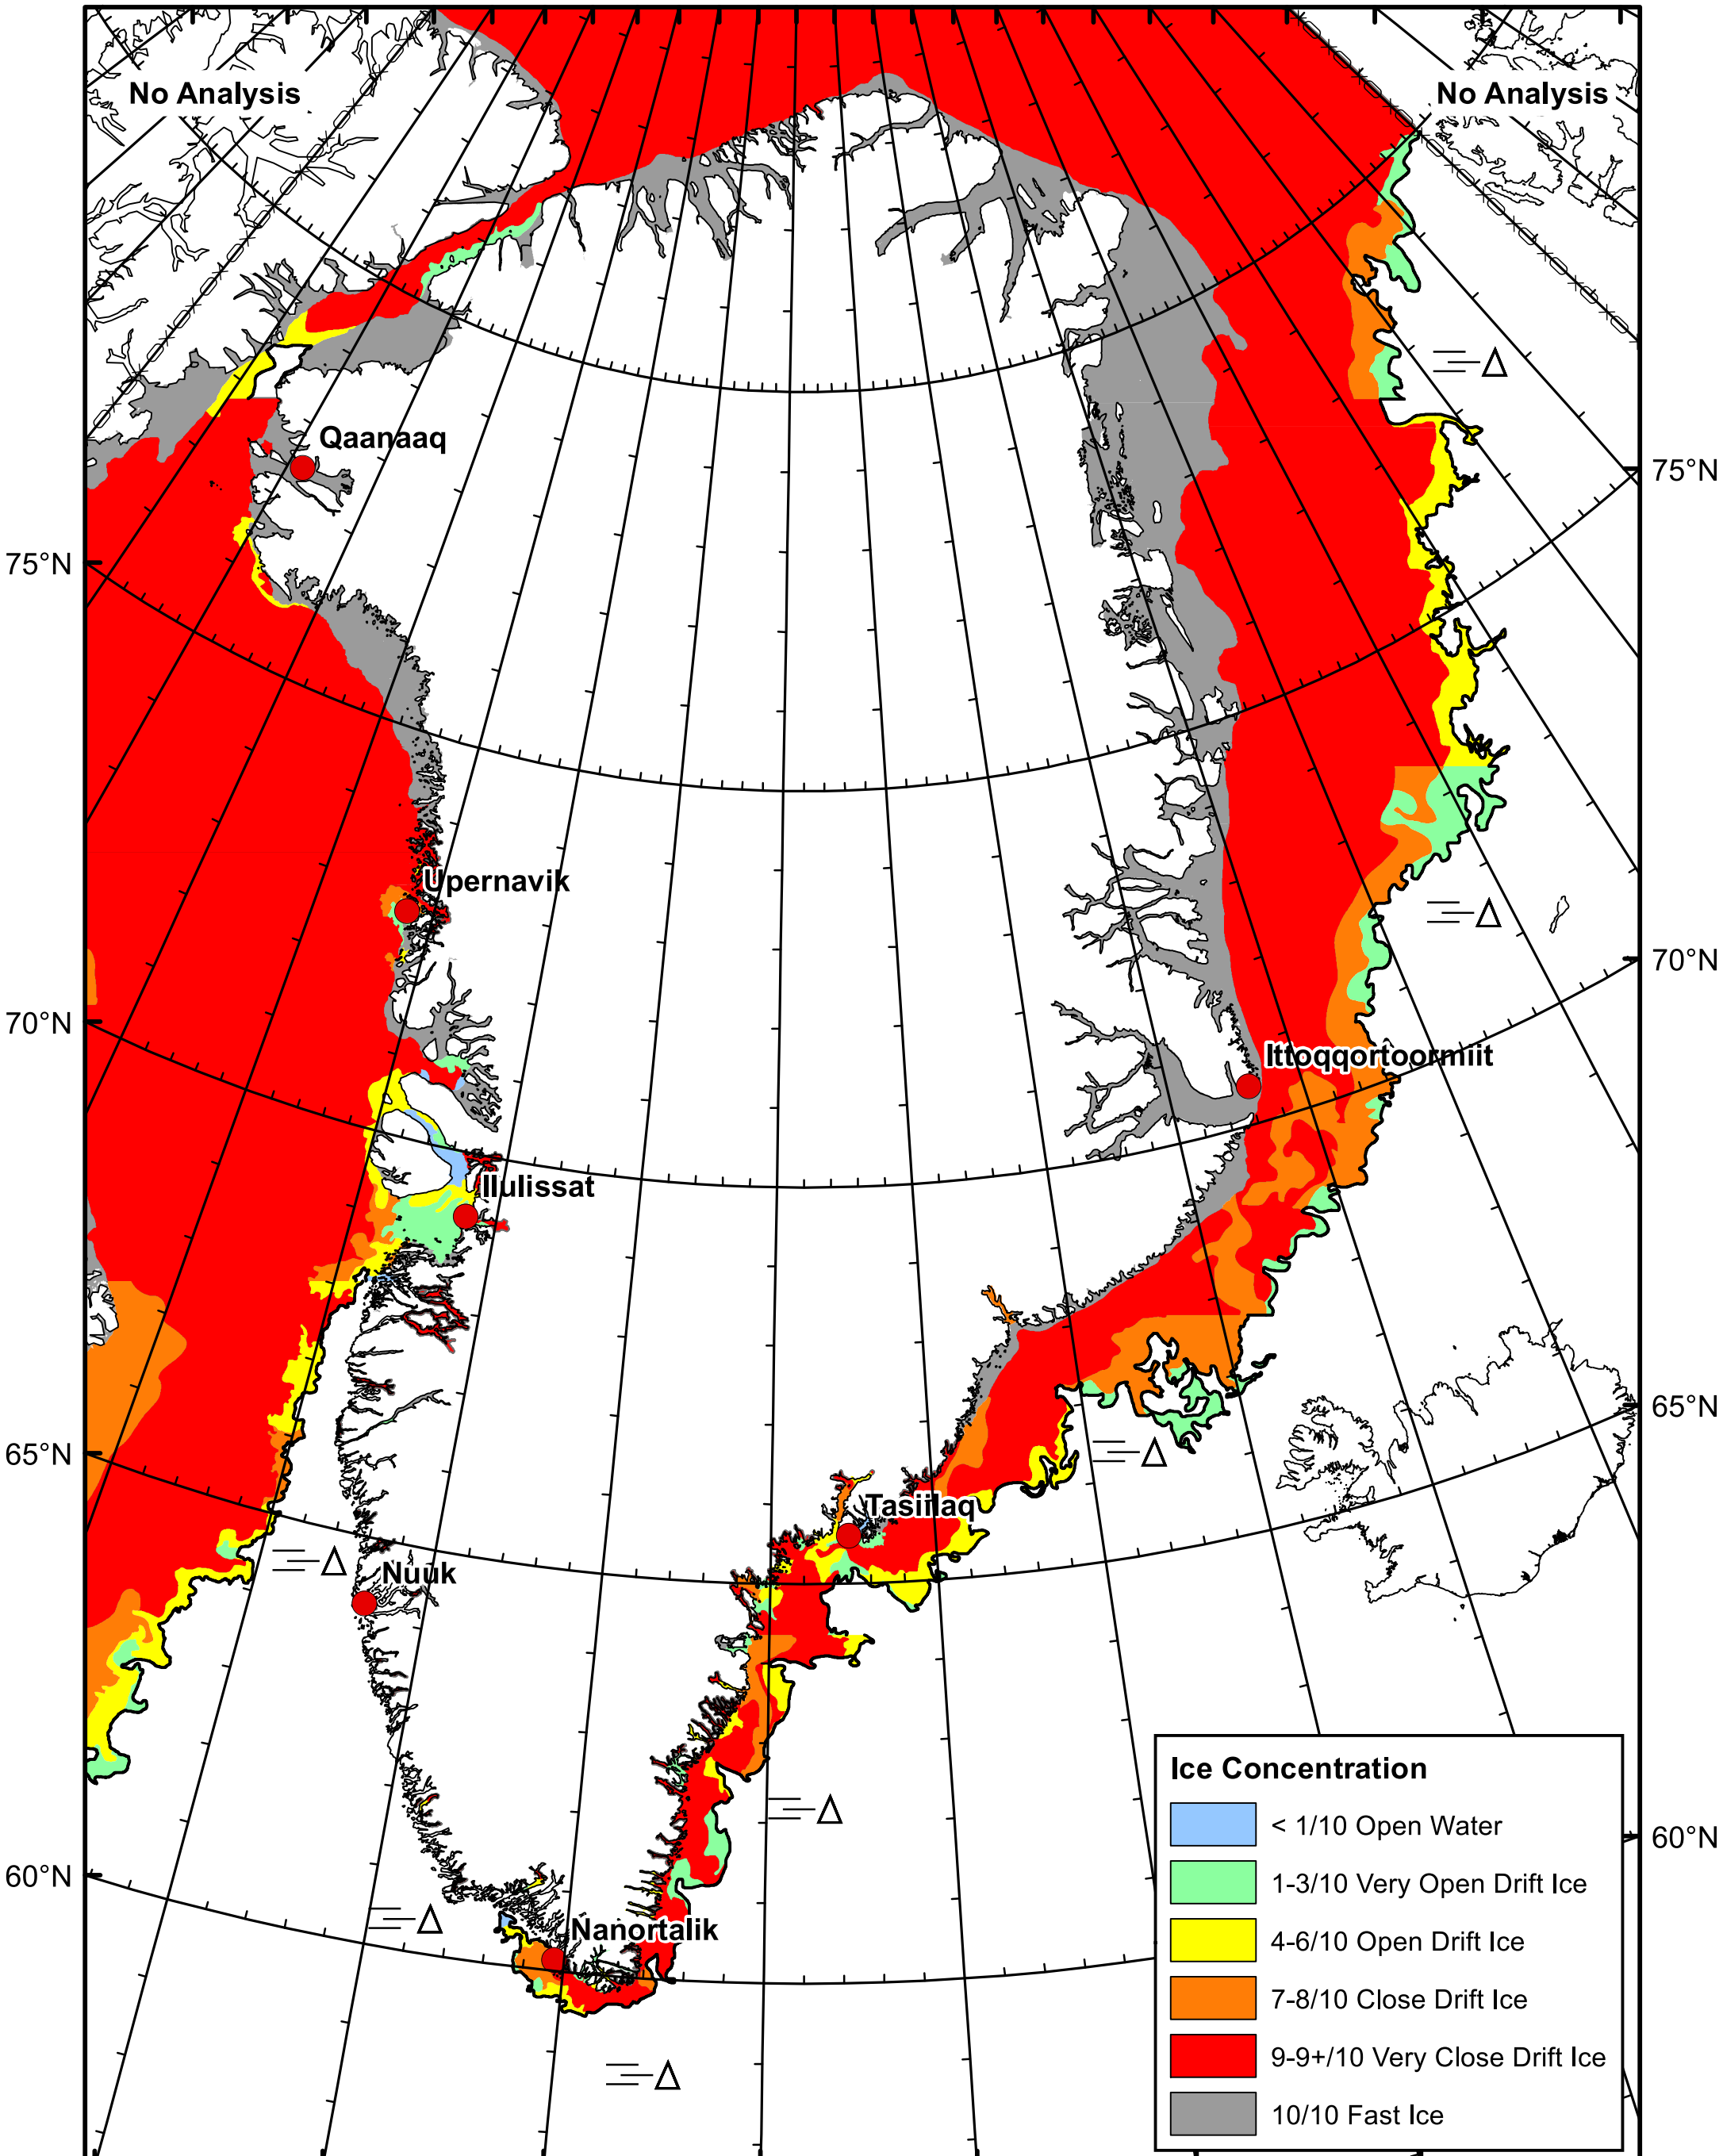 No Analysis
No Analysis
Qaanaaq
75°N
75°N
Upernavik
70°N
70°N
Ittoqqortoormiit
Ilulissat
65°N
65°N
Tasiilaq
Nuuk
Ice Concentration
< 1/10 Open Water
60°N
60°N
1-3/10 Very Open Drift Ice
Nanortalik
4-6/10 Open Drift Ice
7-8/10 Close Drift Ice
9-9+/10 Very Close Drift Ice
10/10 Fast Ice